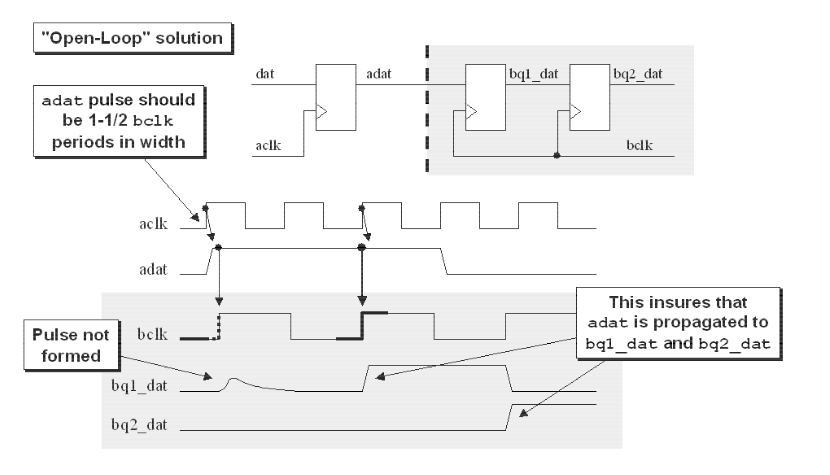 "Open-Loop" solution
dat
adat
bq1_dat
bq2_dat
aclk
bclk
adat pulse should
be 1-1/2 bclk
periods in width
aclk
adat
bclk
Pulse not
formed
This insures that
adat is propagated to
bq1_dat and bq2_dat
bq1_dat
bq2_dat